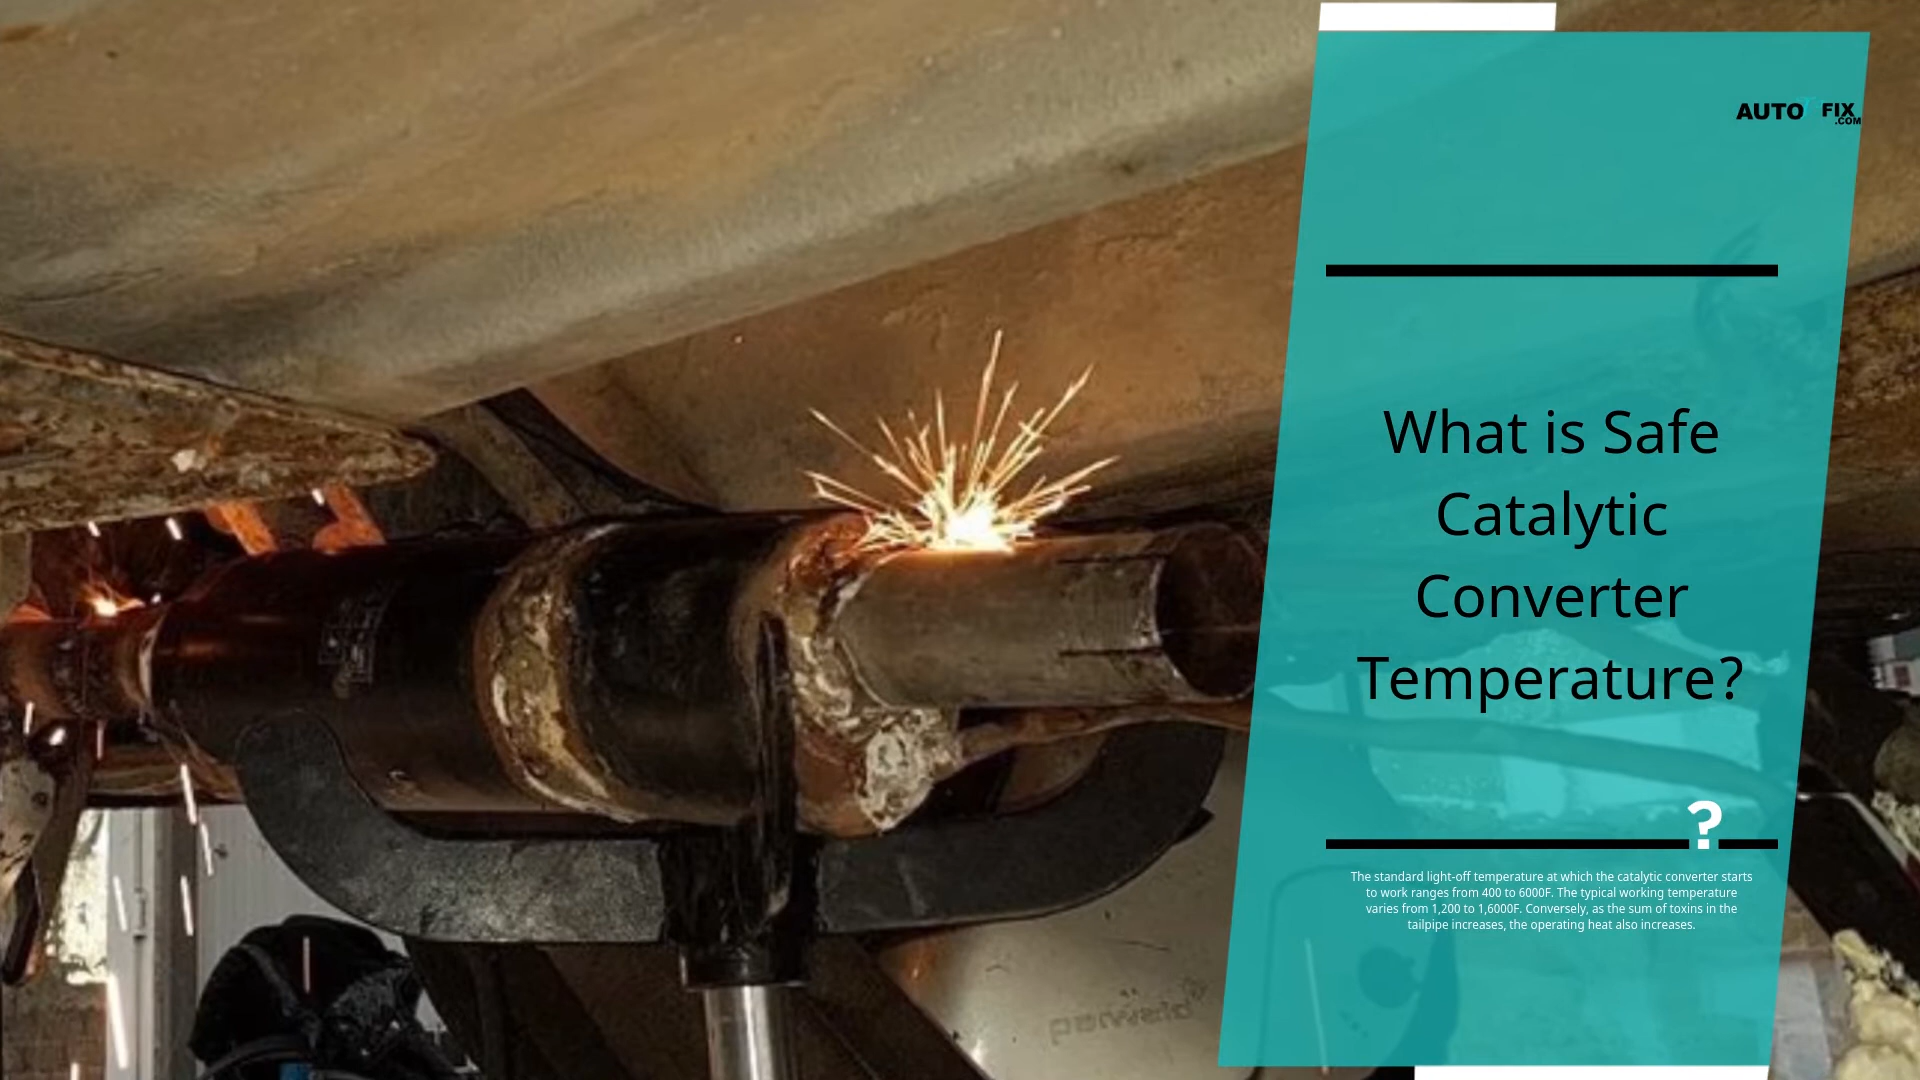 AUTO FIX
.COM
What is Safe
Catalytic
Converter
Temperature?
?
The standard light-off temperature at which the catalytic converter starts
to work ranges from 400 to 6000F. The typical working temperature
varies from 1,200 to 1,6000F. Conversely, as the sum of toxins in the
tailpipe increases, the operating heat also increases.